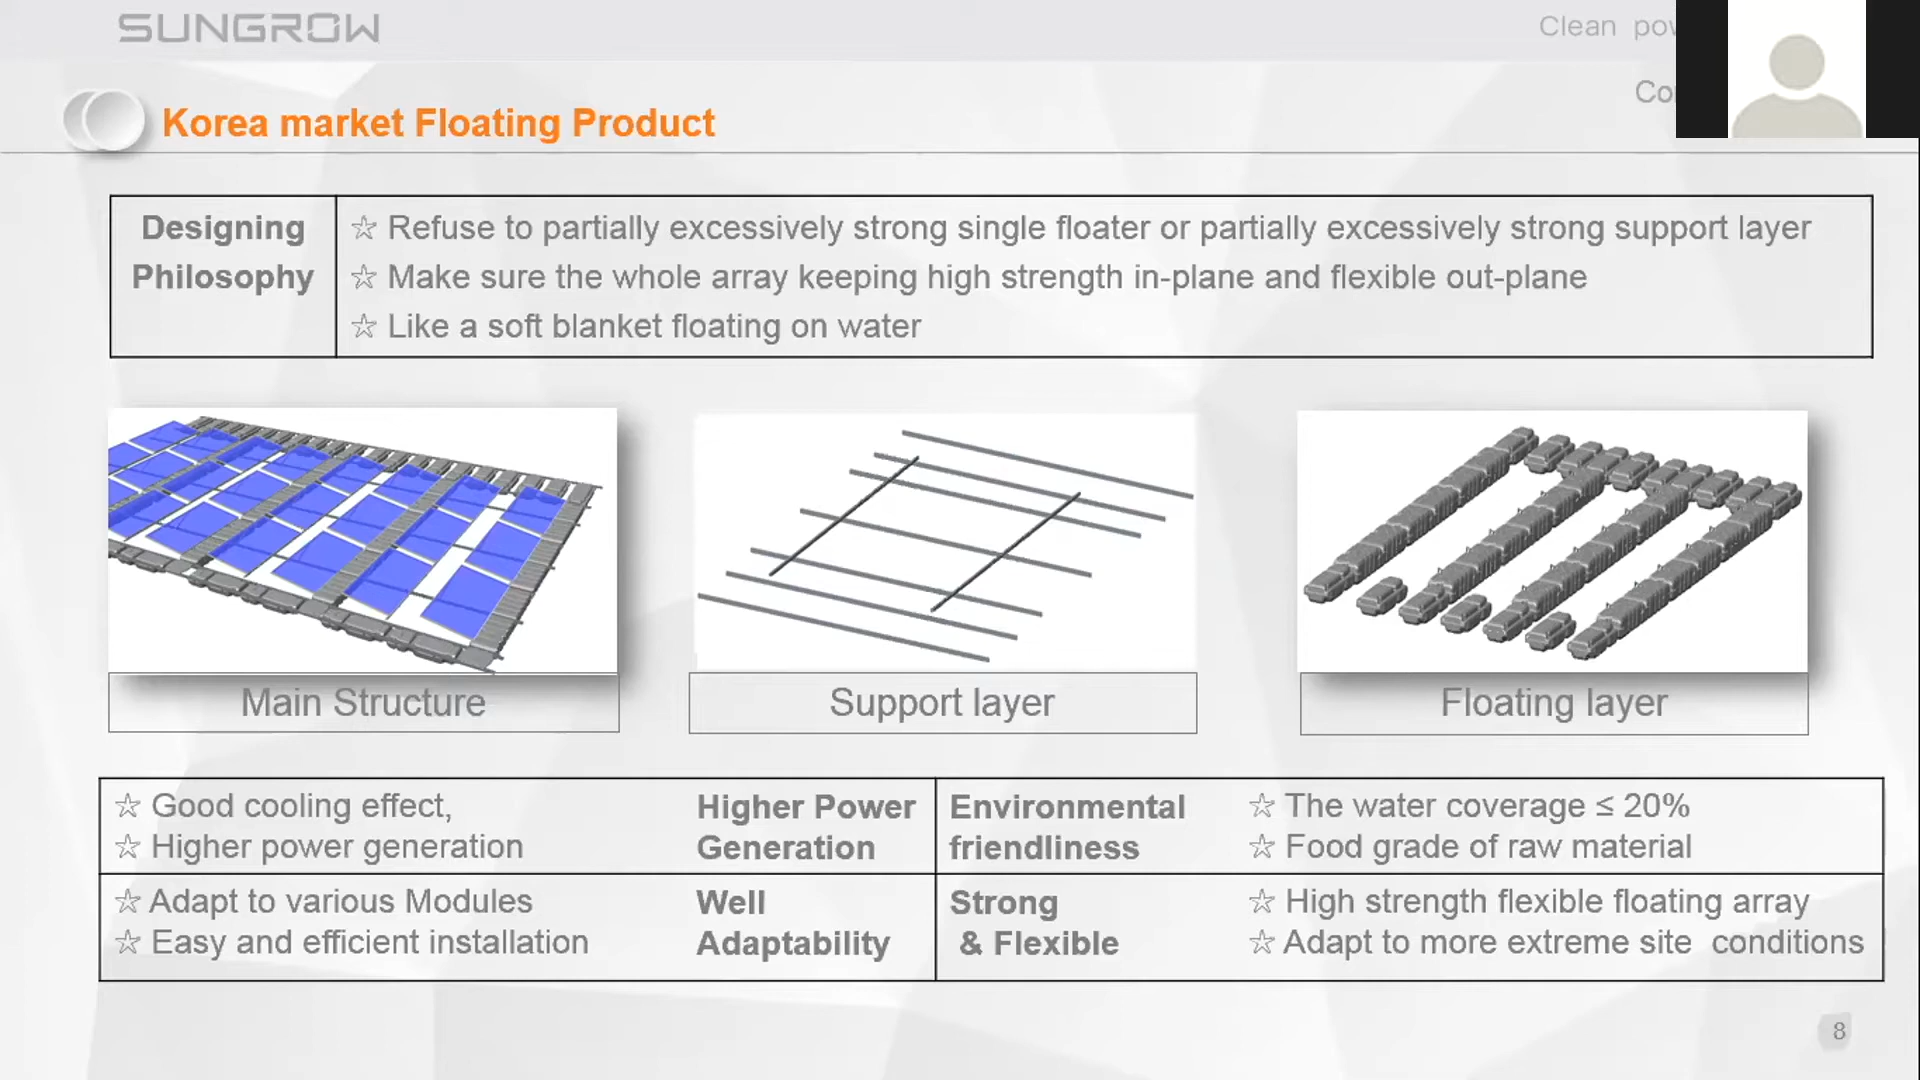 SUNGROW
Clean
Korea market Floating Product
Designing Philosophy
☆ Refuse to partially excessively strong single floater or partially excessively strong support layer
☆ Make sure the whole array keeping high strength in-plane and flexible out-plane
☆ Like a soft blanket floating on water
Main Structure
Support layer
Floating layer
☆ Good cooling effect,
☆ Higher power generation
Higher Power
Generation
Environmental
friendliness
☆ The water coverage ≤ 20%
☆ Food grade of raw material
☆ Adapt to various Modules
☆ Easy and efficient installation
Well
Adaptability
Strong
& Flexible
☆ High strength flexible floating array
☆ Adapt to more extreme site conditions
8